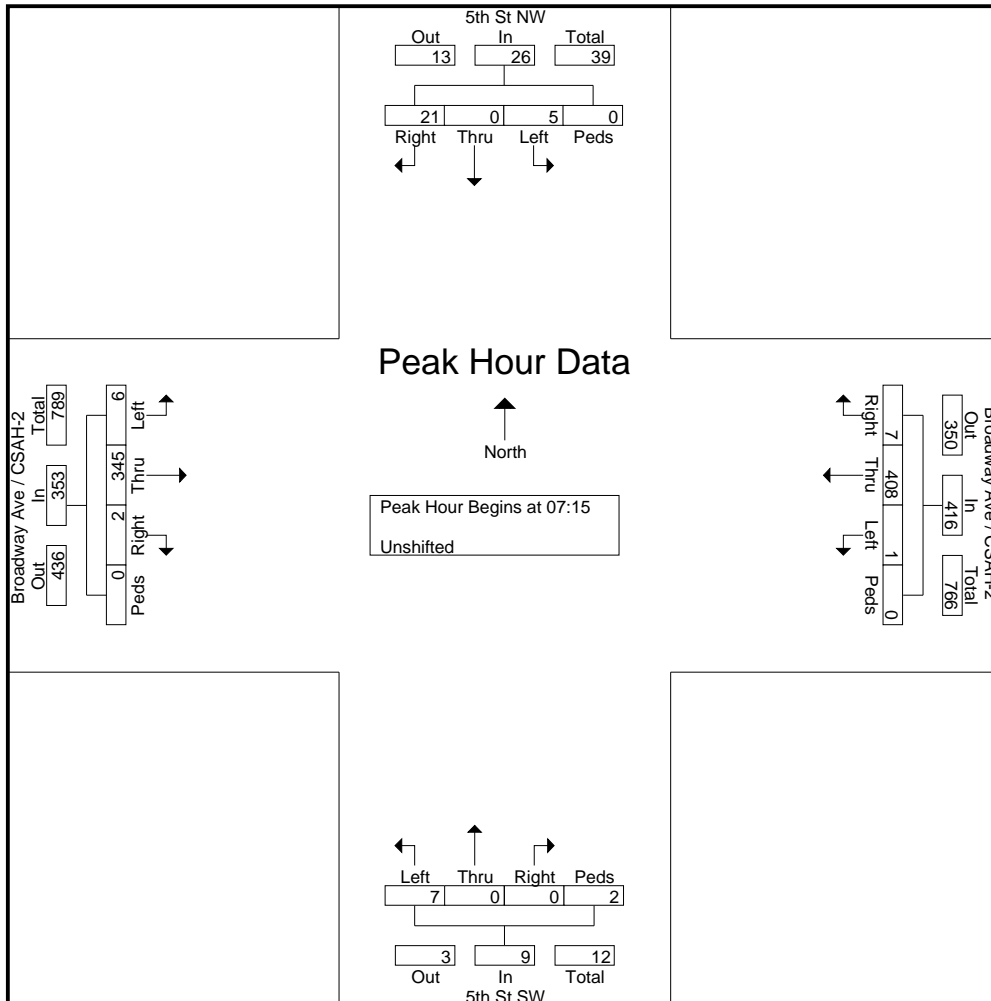 5th St NW
Out In Total
13 26 39
21 0 5 0
Right Thru Left Peds
Peak Hour Data
North
Peak Hour Begins at 07:15
Unshifted
Broadway Ave / CSAH-2
Total In Out
789 353 436
6 345 2 0
Left Thru Right Peds
Broadway Ave / CSAH-2
Out In Total
350 416 766
7 408 1 0
Right Thru Left Peds
Left Thru Right Peds
7 0 0 2
3 9 12
Out In Total
5th St SW